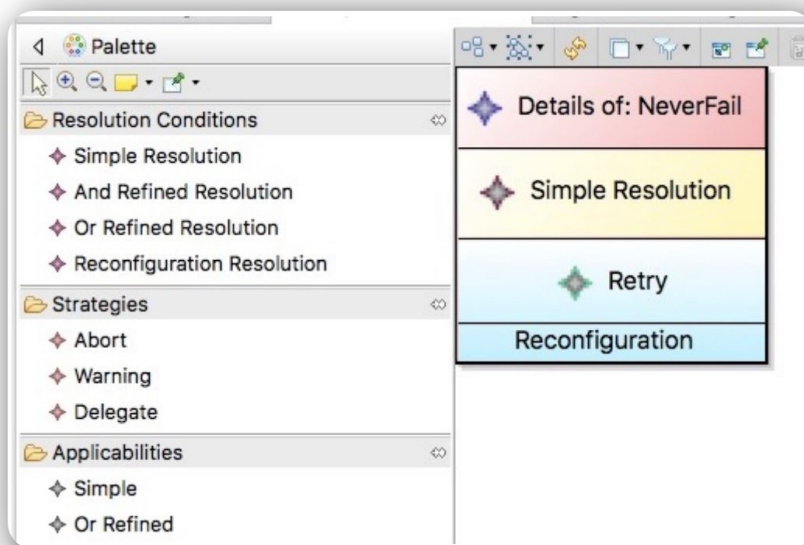 Palette
Resolution Conditions
Simple Resolution
And Refined Resolution
Or Refined Resolution
Reconfiguration Resolution
Strategies
Abort
Warning
Delegate
Applicabilities
Simple
Or Refined
Details of: NeverFail
Simple Resolution
Retry
Reconfiguration